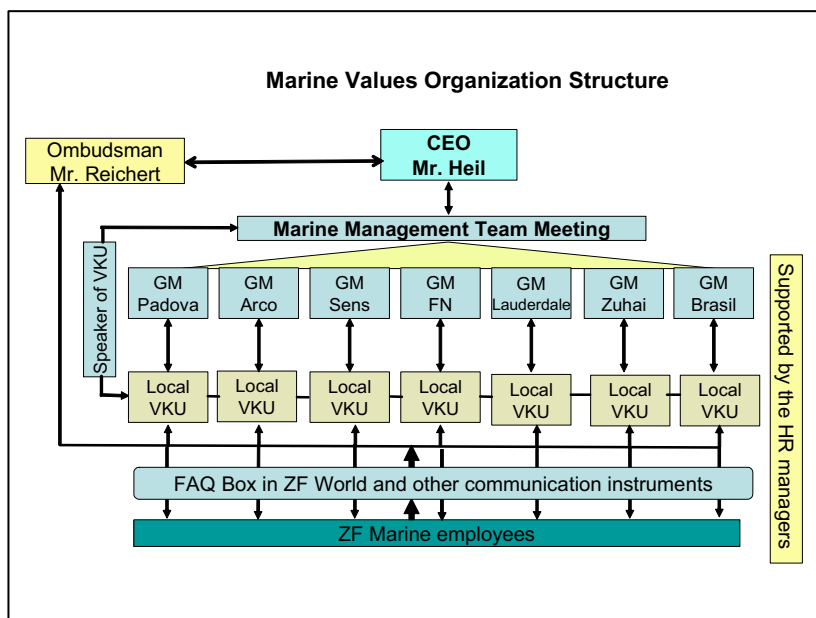 Marine Values Organization Structure
Ombudsman
Mr. Reichert
CEO
Mr. Heil
Marine Management Team Meeting
Speaker of VKU
GM
Padova
GM
Arco
GM
Sens
GM
FN
GM
Lauderdale
GM
Zuhai
GM
Brasil
Supported by the HR managers
Local
VKU
Local
VKU
Local
VKU
Local
VKU
Local
VKU
Local
VKU
Local
VKU
FAQ Box in ZF World and other communication instruments
ZF Marine employees